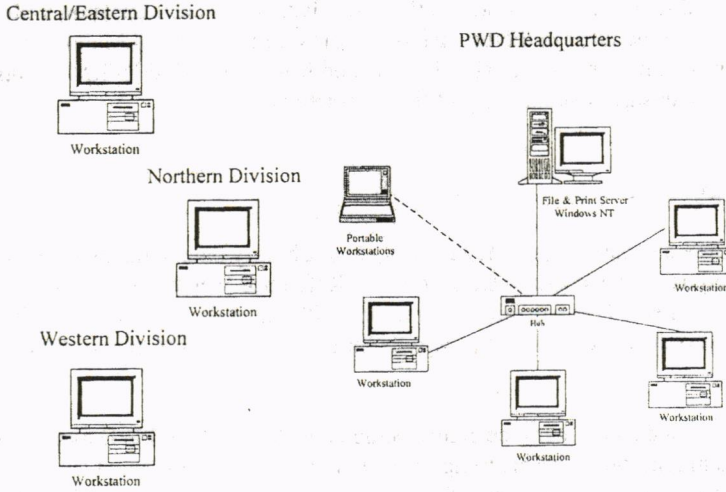 Central/Eastern Division
PWD Headquarters
Workstation
Northern Division
File & Print Server
Windows NT
Portable
Workstations
Workstation
Workstation
Hub
Western Division
Workstation
Workstation
Workstation
Workstation